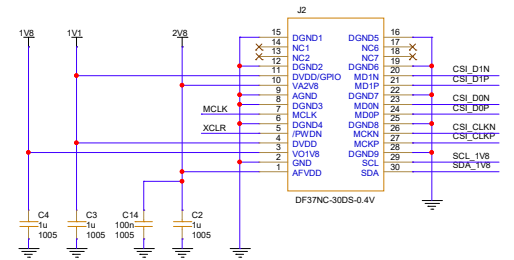 J2
1V8 1V1 2V8
15 DGND1 DGND5 16
14 NC1 NC6 17
13 NC2 NC7 18
12 DGND2 DGND6 19
11 DVDD/GPIO MD1N 20 CSI_D1N
10 VA2V8 MD1P 21 CSI_D1P
9 AGND DGND7 22
8 DGND3 MD0N 23 CSI_D0N
MCLK 7 MCLK MD0P 24 CSI_D0P
6 DGND4 DGND8 25
XCLR 5 /PWDN MCKN 26 CSI_CLKN
4 DVDD MCKP 27 CSI_CLKP
3 VO1V8 DGND9 28
2 GND SCL 29 SCL_1V8
1 AFVDD SDA 30 SDA_1V8
DF37NC-30DS-0.4V
C4 C3 C14 C2
1u 1u 100n 1u
1005 1005 1005 1005